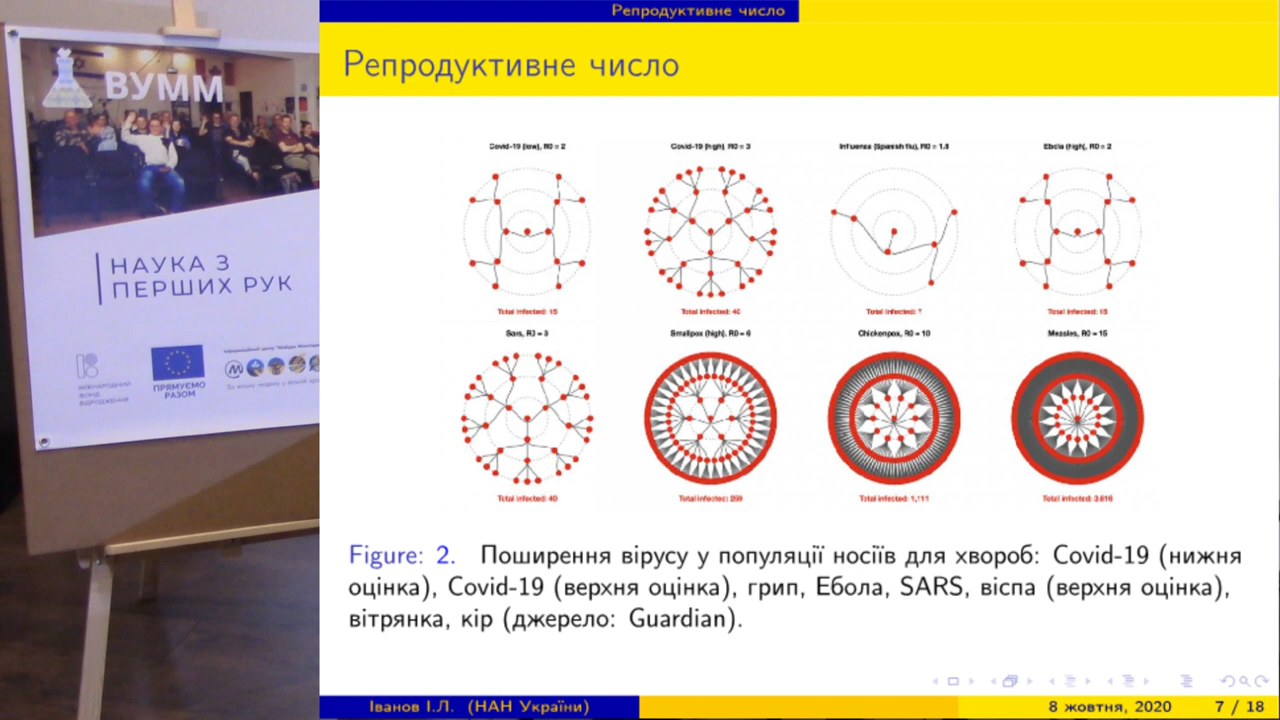 ВУММ
НАУКА З
ПЕРШИХ РУК
МІЖНАРОДНИЙ
ФОНД
ВІДРОДЖЕННЯ
ПРЯМУЄМО
РАЗОМ
Репродуктивне число
Репродуктивне число
Covid-19 (low), R0 = 2
Covid-19 (high), R0 = 3
Influenza (Spanish flu), R0 = 1.8
Ebola (high), R0 = 2
Total infected: 15
Total infected: 40
Total infected: 7
Total infected: 15
Sars, R0 = 3
Smallpox (high), R0 = 6
Chickenpox, R0 = 10
Measles, R0 = 15
Total infected: 40
Total infected: 259
Total infected: 1,111
Total infected: 3,616
Figure: 2. Поширення вірусу у популяції носіїв для хвороб: Covid-19 (нижня
оцінка), Covid-19 (верхня оцінка), грип, Ебола, SARS, віспа (верхня оцінка),
вітрянка, кір (джерело: Guardian).
Іванов І.Л. (НАН України)
8 жовтня, 2020
7 / 18